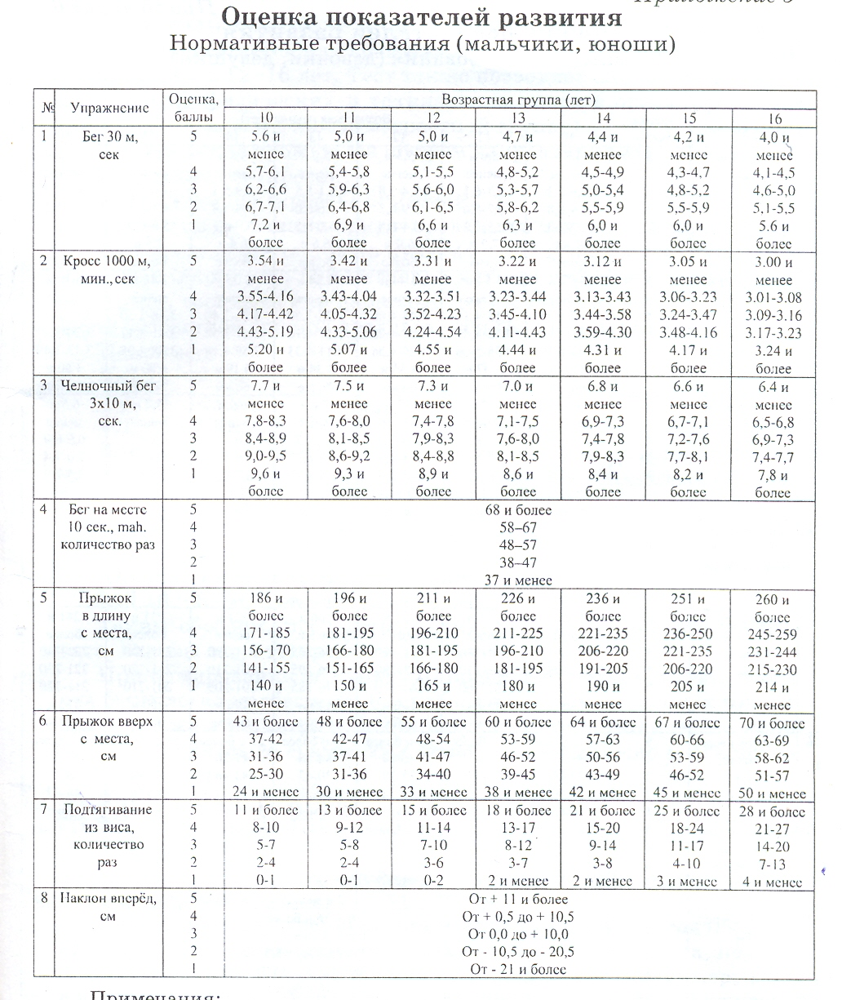 Приложение 3
Оценка показателей развития
Нормативные требования (мальчики, юноши)
№ Упражнение Оценка, баллы Возрастная группа (лет)
10 11 12 13 14 15 16
1 Бег 30 м, 5 5.6 и 5,0 и 5,0 и 4,7 и 4,4 и 4,2 и 4,0 и
сек менее менее менее менее менее менее менее
4 5,7-6,1 5,4-5,8 5,1-5,5 4,8-5,2 4,5-4,9 4,3-4,7 4,1-4,5
3 6,2-6,6 5,9-6,3 5,6-6,0 5,3-5,7 5,0-5,4 4,8-5,2 4,6-5,0
2 6,7-7,1 6,4-6,8 6,1-6,5 5,8-6,2 5,5-5,9 5,5-5,9 5,1-5,5
1 7,2 и 6,9 и 6,6 и 6,3 и 6,0 и 6,0 и 5.6 и
более более более более более более более
2 Кросс 1000 м, 5 3.54 и 3.42 и 3.31 и 3.22 и 3.12 и 3.05 и 3.00 и
мин., сек менее менее менее менее менее менее менее
4 3.55-4.16 3.43-4.04 3.32-3.51 3.23-3.44 3.13-3.43 3.06-3.23 3.01-3.08
3 4.17-4.42 4.05-4.32 3.52-4.23 3.45-4.10 3.44-3.58 3.24-3.47 3.09-3.16
2 4.43-5.19 4.33-5.06 4.24-4.54 4.11-4.43 3.59-4.30 3.48-4.16 3.17-3.23
1 5.20 и 5.07 и 4.55 и 4.44 и 4.31 и 4.17 и 3.24 и
более более более более более более более
3 Челночный бег 5 7.7 и 7.5 и 7.3 и 7.0 и 6.8 и 6.6 и 6.4 и
3х10 м, менее менее менее менее менее менее менее
сек. 4 7,8-8,3 7,6-8,0 7,4-7,8 7,1-7,5 6,9-7,3 6,7-7,1 6,5-6,8
3 8,4-8,9 8,1-8,5 7,9-8,3 7,6-8,0 7,4-7,8 7,2-7,6 6,9-7,3
2 9,0-9,5 8,6-9,2 8,4-8,8 8,1-8,5 7,9-8,3 7,7-8,1 7,4-7,7
1 9,6 и 9,3 и 8,9 и 8,6 и 8,4 и 8,2 и 7,8 и
более более более более более более более
4 Бег на месте 5 68 и более
10 сек., mah. 4 58–67
количество раз 3 48–57
2 38–47
1 37 и менее
5 Прыжок 5 186 и 196 и 211 и 226 и 236 и 251 и 260 и
в длину более более более более более более более
с места, 4 171-185 181-195 196-210 211-225 221-235 236-250 245-259
см 3 156-170 166-180 181-195 196-210 206-220 221-235 231-244
2 141-155 151-165 166-180 181-195 191-205 206-220 215-230
1 140 и 150 и 165 и 180 и 190 и 205 и 214 и
менее менее менее менее менее менее менее
6 Прыжок вверх 5 43 и более 48 и более 55 и более 60 и более 64 и более 67 и более 70 и более
с места, 4 37-42 42-47 48-54 53-59 57-63 60-66 63-69
см 3 31-36 37-41 41-47 46-52 50-56 53-59 58-62
2 25-30 31-36 34-40 39-45 43-49 46-52 51-57
1 24 и менее 30 и менее 33 и менее 38 и менее 42 и менее 45 и менее 50 и менее
7 Подтягивание 5 11 и более 13 и более 15 и более 18 и более 21 и более 25 и более 28 и более
из виса, 4 8-10 9-12 11-14 13-17 15-20 18-24 21-27
количество 3 5-7 5-8 7-10 8-12 9-14 11-17 14-20
раз 2 2-4 2-4 3-6 3-7 3-8 4-10 7-13
1 0-1 0-1 0-2 2 и менее 2 и менее 3 и менее 4 и менее
8 Наклон вперёд, 5 От + 11 и более
см 4 От + 0,5 до + 10,5
3 От 0,0 до + 10,0
2 От - 10,5 до - 20,5
1 От - 21 и более
Примечания: